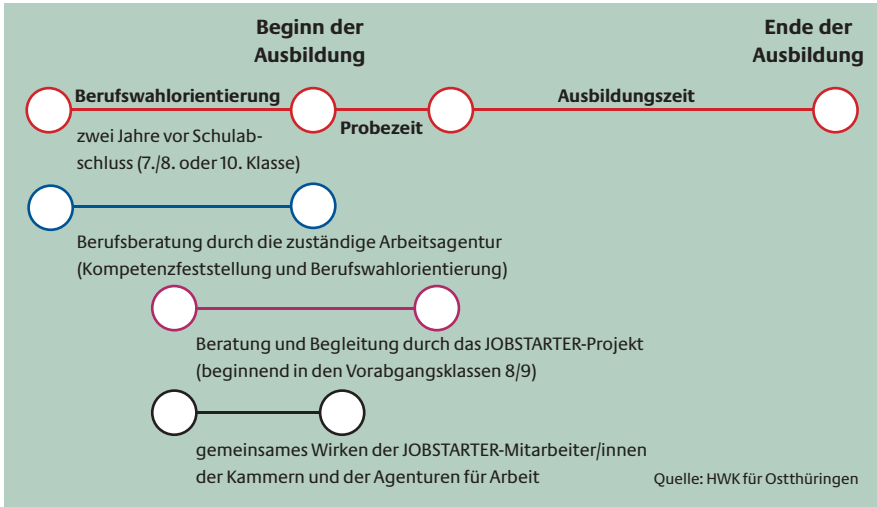 Beginn der
Ausbildung
Ende der
Ausbildung
Berufswahlorientierung
Probezeit
Ausbildungszeit
zwei Jahre vor Schulab-
schluss (7./8. oder 10. Klasse)
Berufsberatung durch die zuständige Arbeitsagentur
(Kompetenzfeststellung und Berufswahlorientierung)
Beratung und Begleitung durch das JOBSTARTER-Projekt
(beginnend in den Vorabgangsklassen 8/9)
gemeinsames Wirken der JOBSTARTER-Mitarbeiter/innen
der Kammern und der Agenturen für Arbeit
Quelle: HWK für Ostthüringen